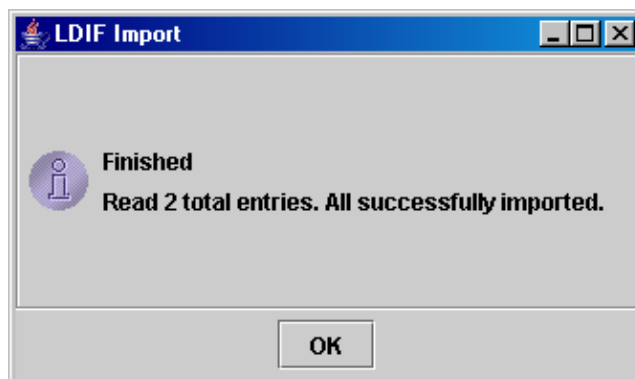 LDIF Import
Finished
Read 2 total entries. All successfully imported.
OK